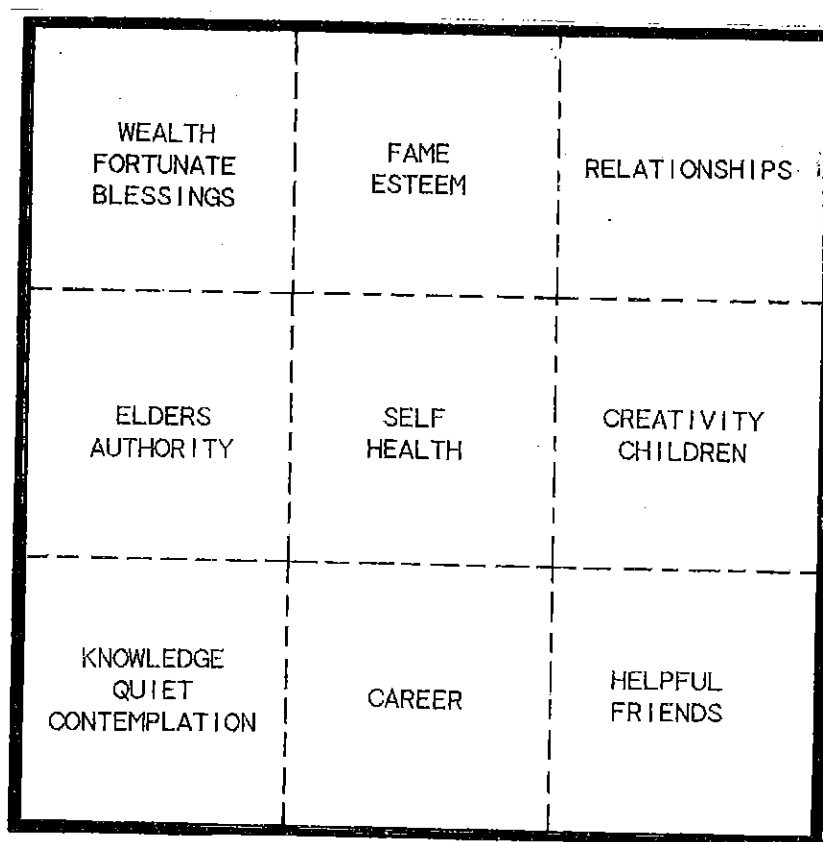 WEALTH
FORTUNATE
BLESSINGS
FAME
ESTEEM
RELATIONSHIPS
ELDERS
AUTHORITY
SELF
HEALTH
CREATIVITY
CHILDREN
KNOWLEDGE
QUIET
CONTEMPLATION
CAREER
HELPFUL
FRIENDS